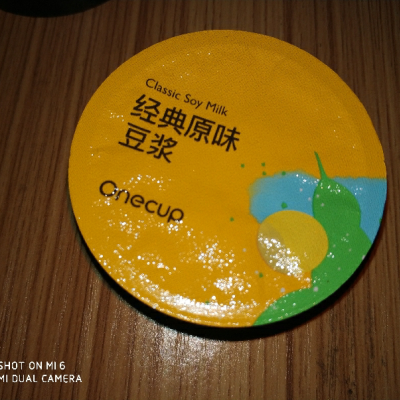 Classic Soy Milk
经典原味
豆浆
Onecup
SHOT ON MI 6
MI DUAL CAMERA